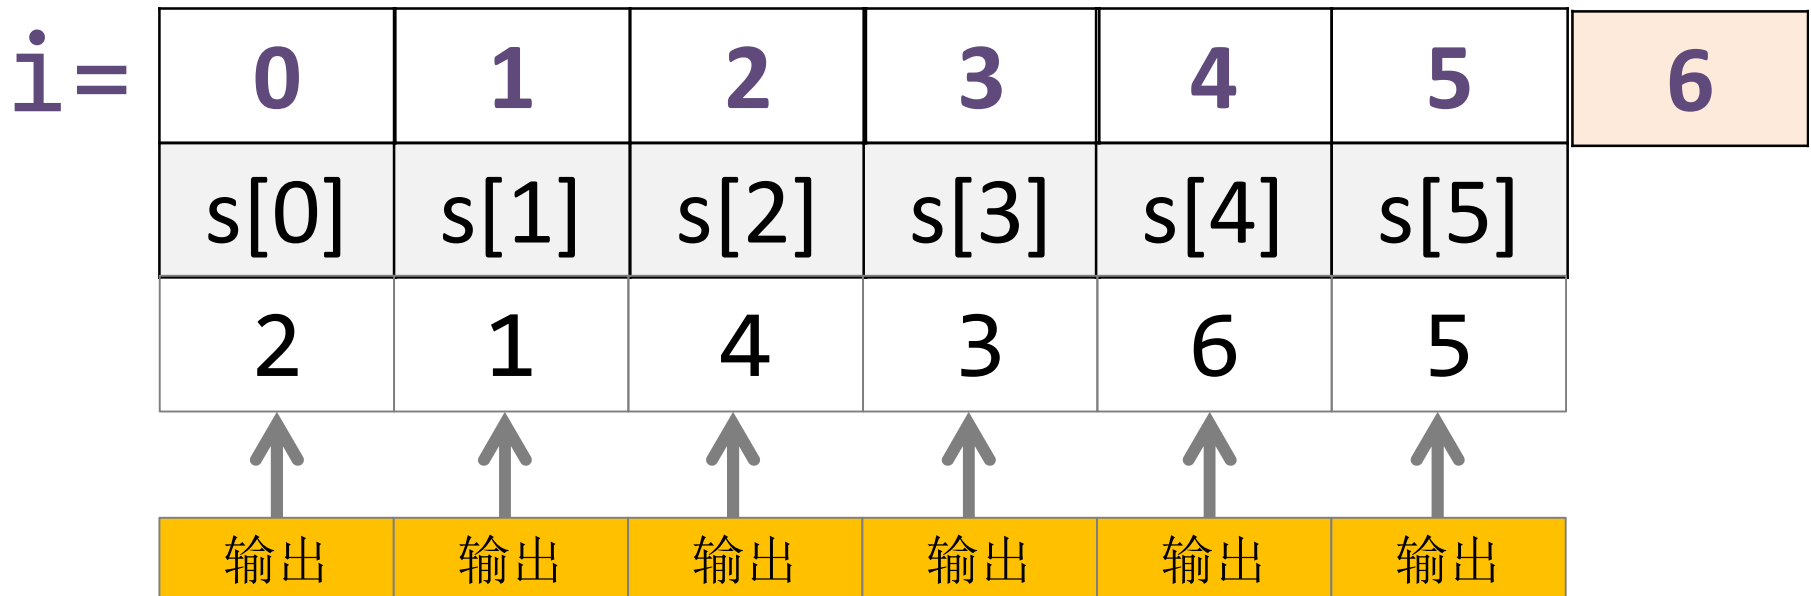 i= 0 1 2 3 4 5 6
s[0] s[1] s[2] s[3] s[4] s[5]
2 1 4 3 6 5
输出 输出 输出 输出 输出 输出